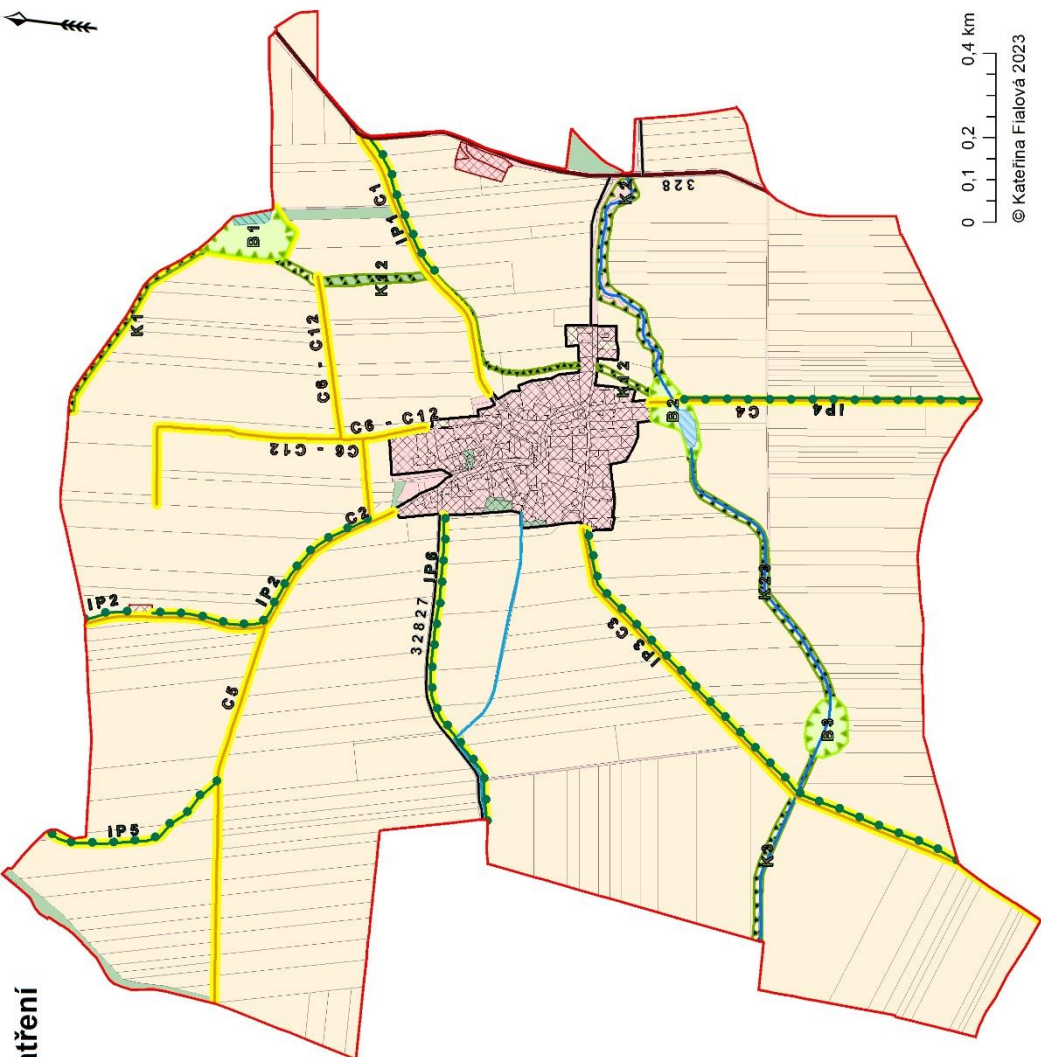 atření
0,4 km
0 0,1 0,2
© Kateřina Fialová 2023
K1
B1
C1
IP1
K12
C6 - C12
C6 - C12
C6 - C12
C2
IP2
IP2
C5
IP5
32827
IP6
328
K2
K12
B2
C4
IP4
K23
IP3 C3
B3
K3